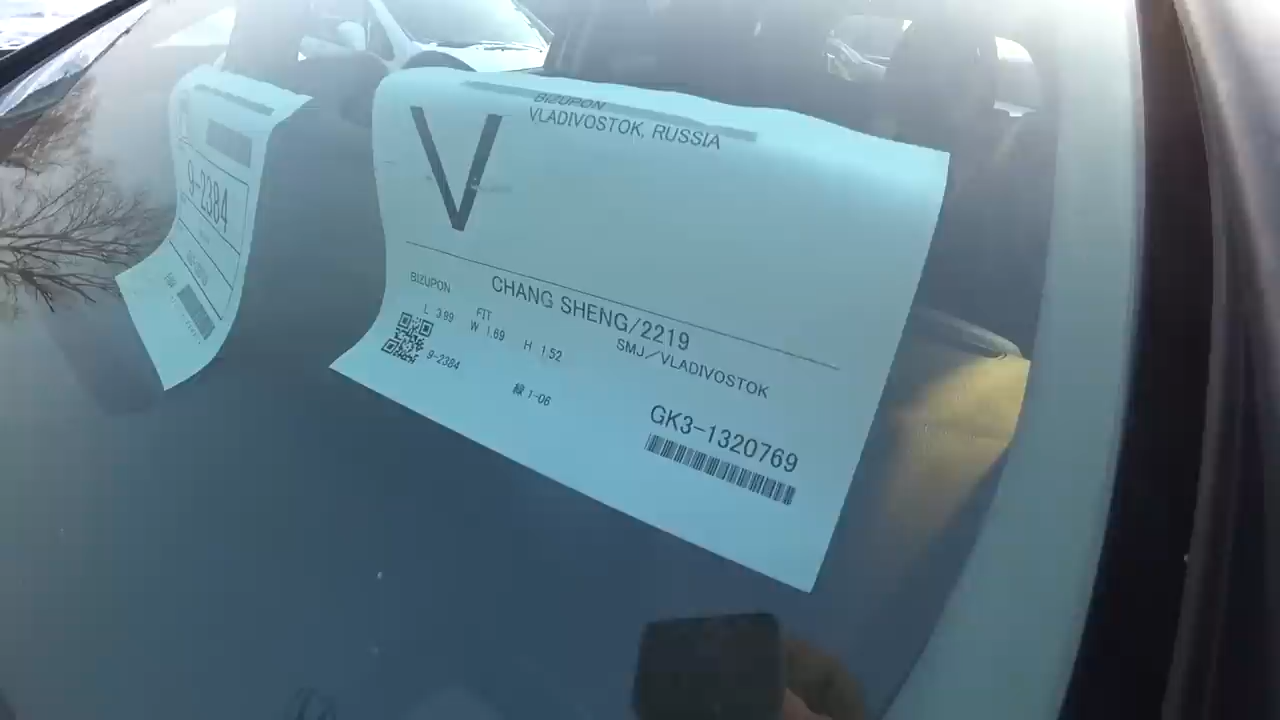 9-2384
BIZUPON
VLADIVOSTOK, RUSSIA
V
CHANG SHENG/2219
BIZUPON
FIT
SMJ/VLADIVOSTOK
L 3.99 W 1.69 H 1.52
9-2384
1-06
GK3-1320769